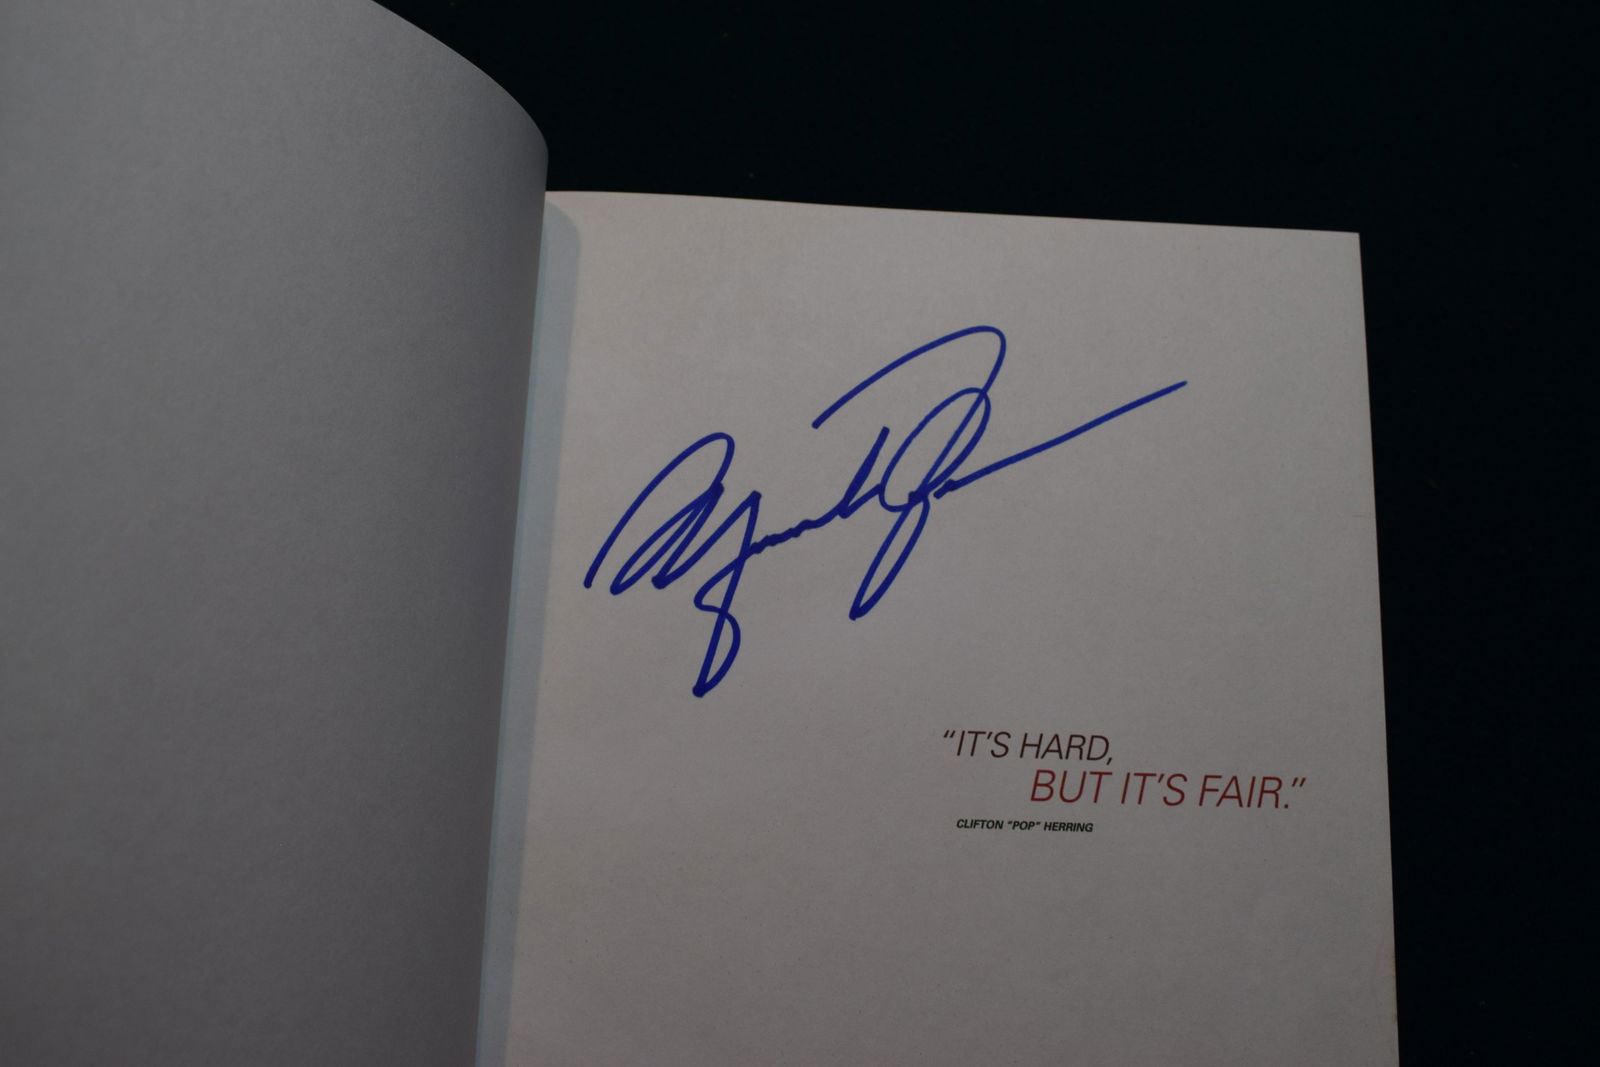 “IT’S HARD,
BUT IT’S FAIR.”
CLIFTON “POP” HERRING